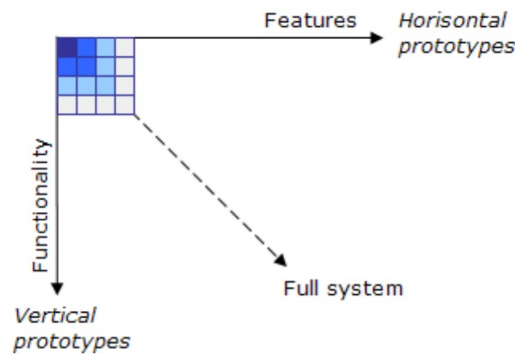 Features
Horisontal
prototypes
Functionality
Full system
Vertical
prototypes